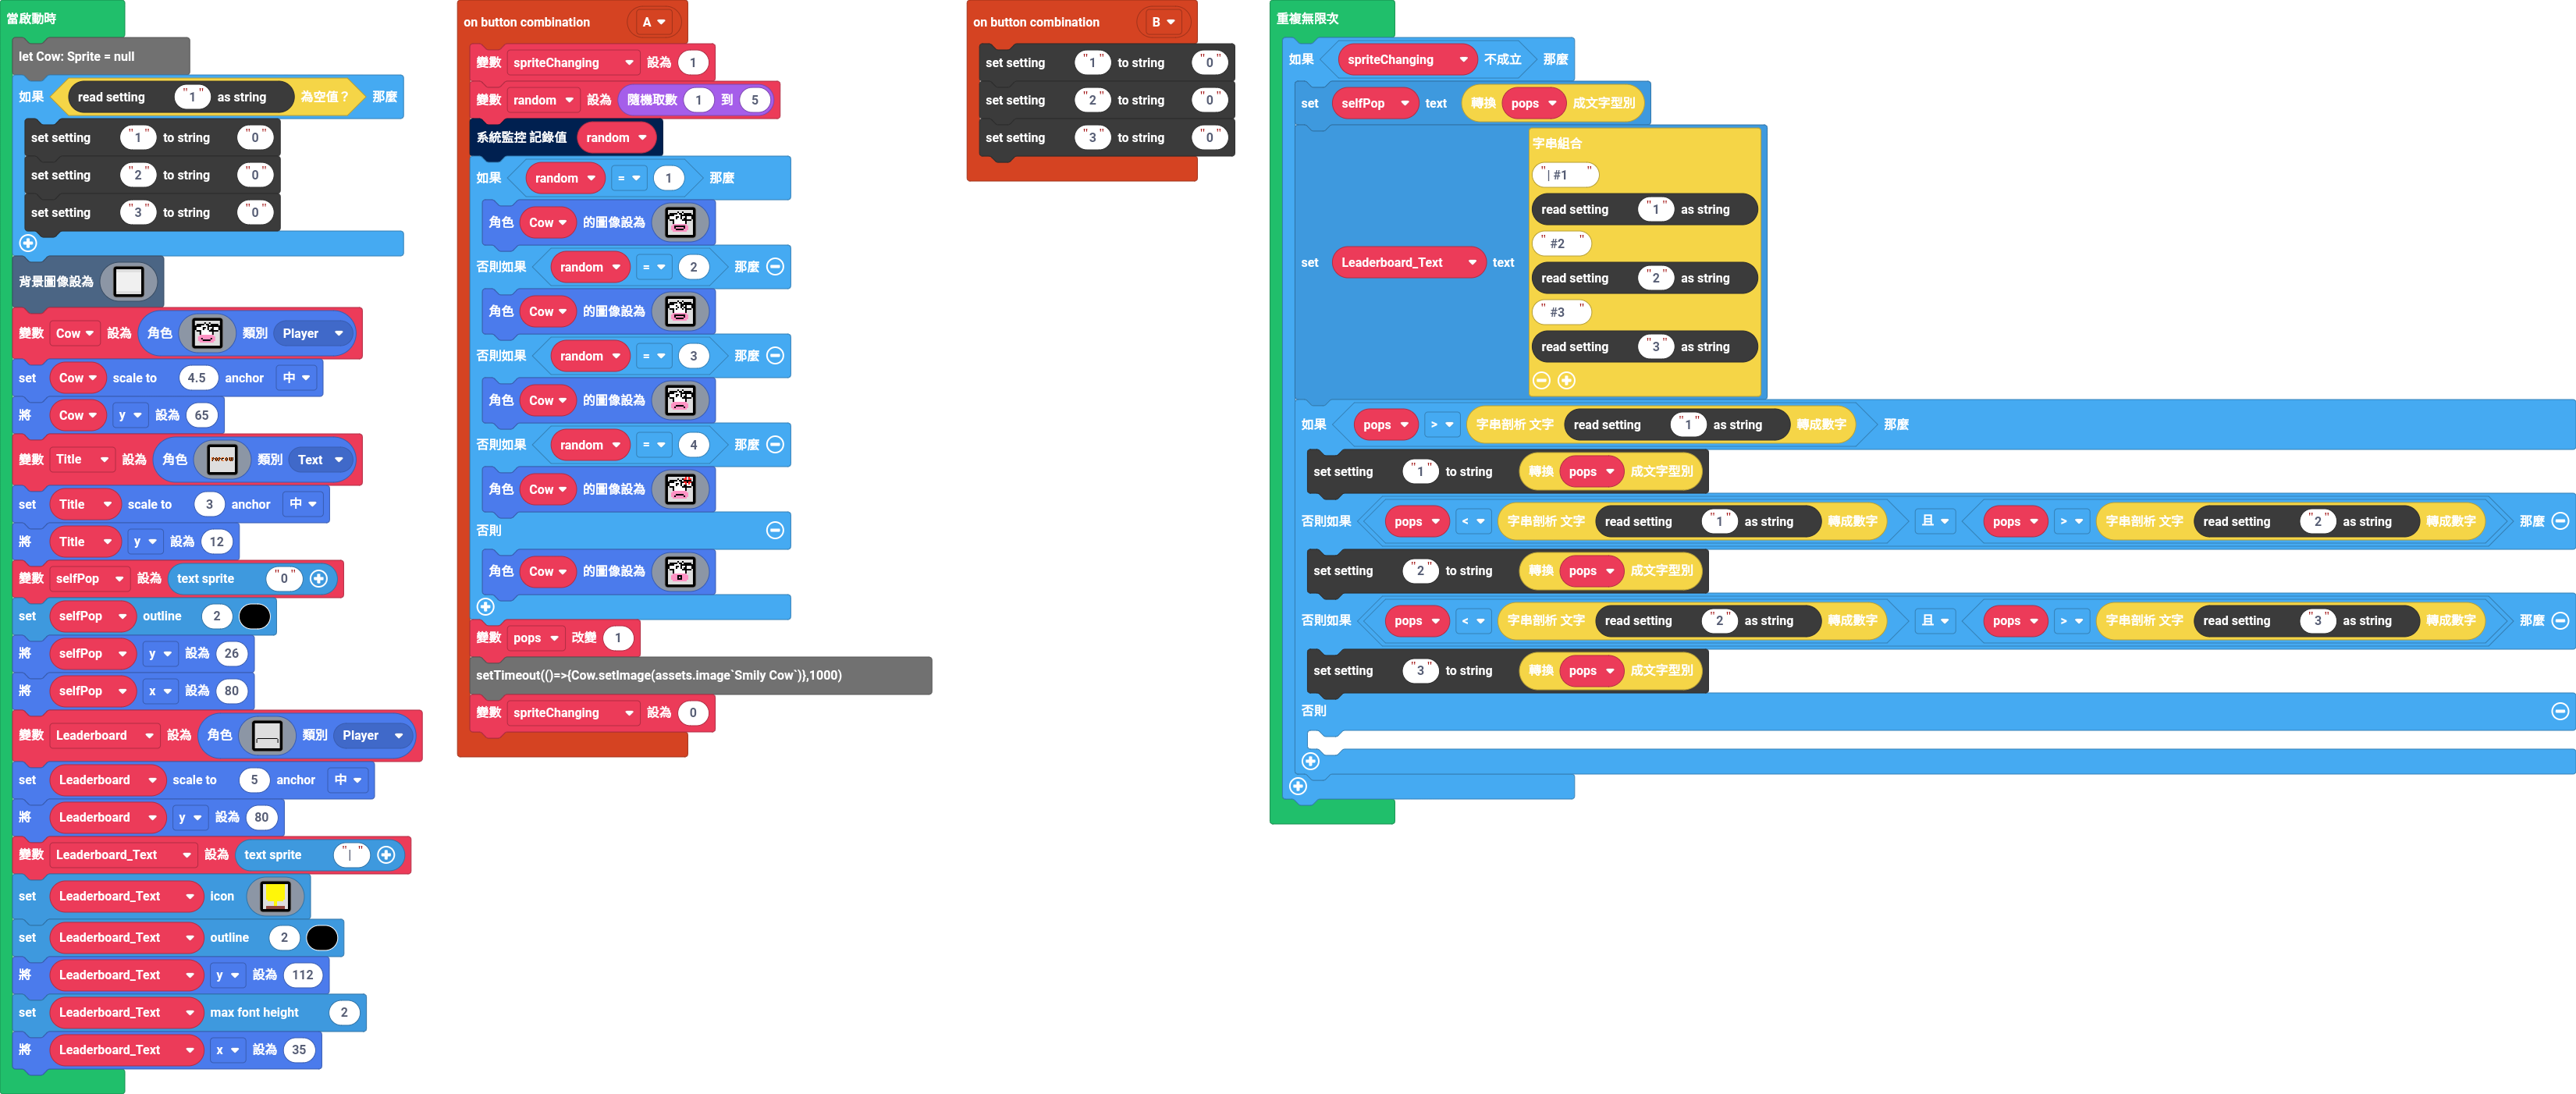 當啟動時
let Cow: Sprite = null
如果 read setting "1" as string 為空值？ 那麼
set setting "1" to string "0"
set setting "2" to string "0"
set setting "3" to string "0"
背景圖像設為
變數 Cow 設為 角色 類別 Player
set Cow scale to 4.5 anchor 中
將 Cow y 設為 65
變數 Title 設為 角色 類別 Text
set Title scale to 3 anchor 中
將 Title y 設為 12
變數 selfPop 設為 text sprite "0"
set selfPop outline 2
將 selfPop y 設為 26
將 selfPop x 設為 80
變數 Leaderboard 設為 角色 類別 Player
set Leaderboard scale to 5 anchor 中
將 Leaderboard y 設為 80
變數 Leaderboard_Text 設為 text sprite "|"
set Leaderboard_Text icon
set Leaderboard_Text outline 2
將 Leaderboard_Text y 設為 112
set Leaderboard_Text max font height 2
將 Leaderboard_Text x 設為 35
on button combination A
變數 spriteChanging 設為 1
變數 random 設為 隨機取數 1 到 5
系統監控 記錄值 random
如果 random = 1 那麼
角色 Cow 的圖像設為
否則如果 random = 2 那麼
角色 Cow 的圖像設為
否則如果 random = 3 那麼
角色 Cow 的圖像設為
否則如果 random = 4 那麼
角色 Cow 的圖像設為
否則
角色 Cow 的圖像設為
變數 pops 改變 1
setTimeout(()=>{Cow.setImage(assets.image`Smily Cow`)},1000)
變數 spriteChanging 設為 0
on button combination B
set setting "1" to string "0"
set setting "2" to string "0"
set setting "3" to string "0"
重複無限次
如果 spriteChanging 不成立 那麼
set selfPop text 轉換 pops 成文字型別
set Leaderboard_Text text 字串組合
"| #1 "
read setting "1" as string
" #2 "
read setting "2" as string
" #3 "
read setting "3" as string
如果 pops > 字串剖析 文字 read setting "1" as string 轉成數字 那麼
set setting "1" to string 轉換 pops 成文字型別
否則如果 pops < 字串剖析 文字 read setting "1" as string 轉成數字 且 pops > 字串剖析 文字 read setting "2" as string 轉成數字 那麼
set setting "2" to string 轉換 pops 成文字型別
否則如果 pops < 字串剖析 文字 read setting "2" as string 轉成數字 且 pops > 字串剖析 文字 read setting "3" as string 轉成數字 那麼
set setting "3" to string 轉換 pops 成文字型別
否則